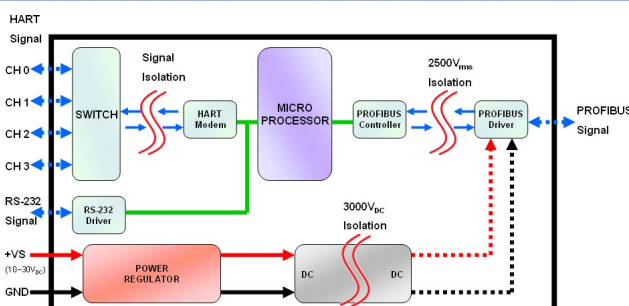 HART
Signal
CH 0
CH 1
CH 2
CH 3
SWITCH
Signal
Isolation
HART
Modem
MICRO
PROCESSOR
PROFIBUS
Controller
2500Vrms
Isolation
PROFIBUS
Driver
PROFIBUS
Signal
RS-232
Signal
RS-232
Driver
+VS
(10~30VDC)
GND
POWER
REGULATOR
3000VDC
Isolation
DC
DC